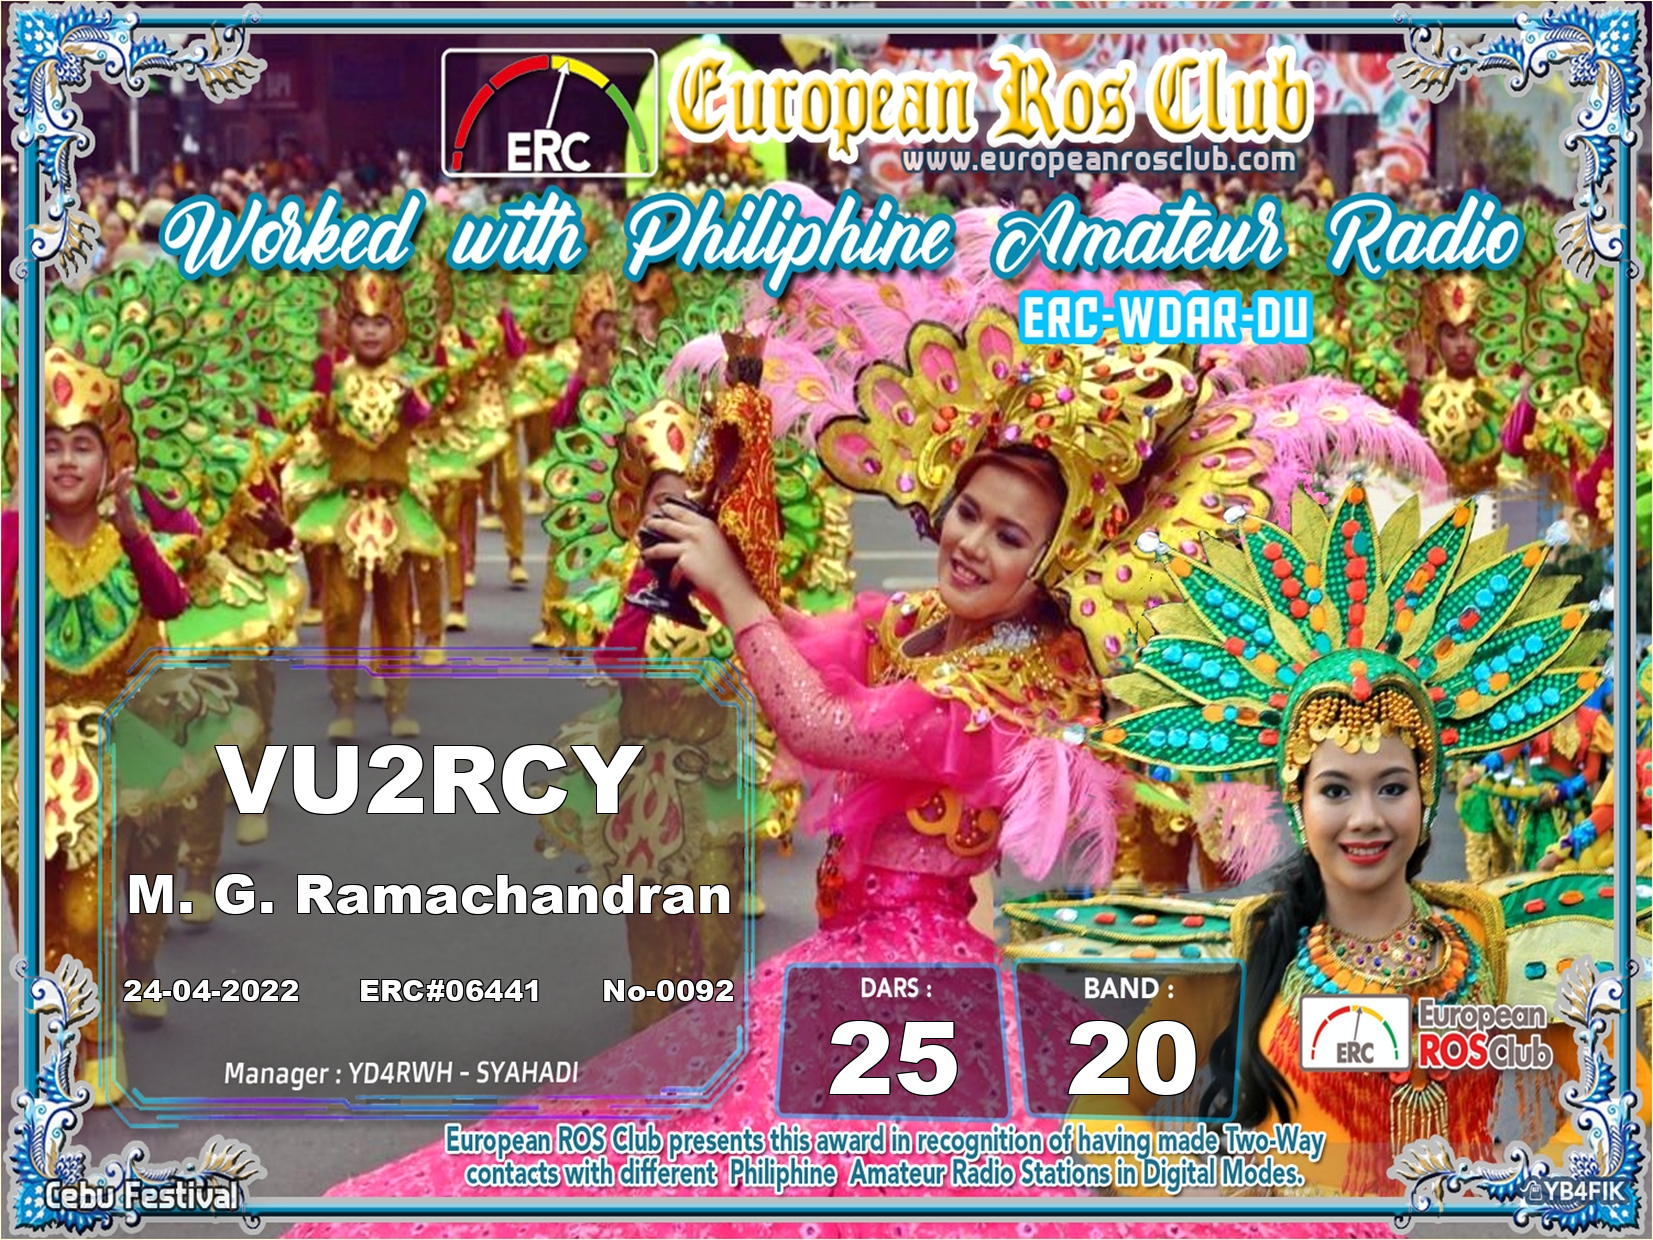 ERC
European Ros Club
www.europeanrosclub.com
Worked with Philiphine Amateur Radio
ERC-WDAR-DU
VU2RCY
M. G. Ramachandran
24-04-2022 ERC#06441 No-0092
Manager : YD4RWH - SYAHADI
DARS :
25
BAND :
20
ERC
European
ROSClub
European ROS Club presents this award in recognition of having made Two-Way
contacts with different Philiphine Amateur Radio Stations in Digital Modes.
Cebu Festival
YB4FIK